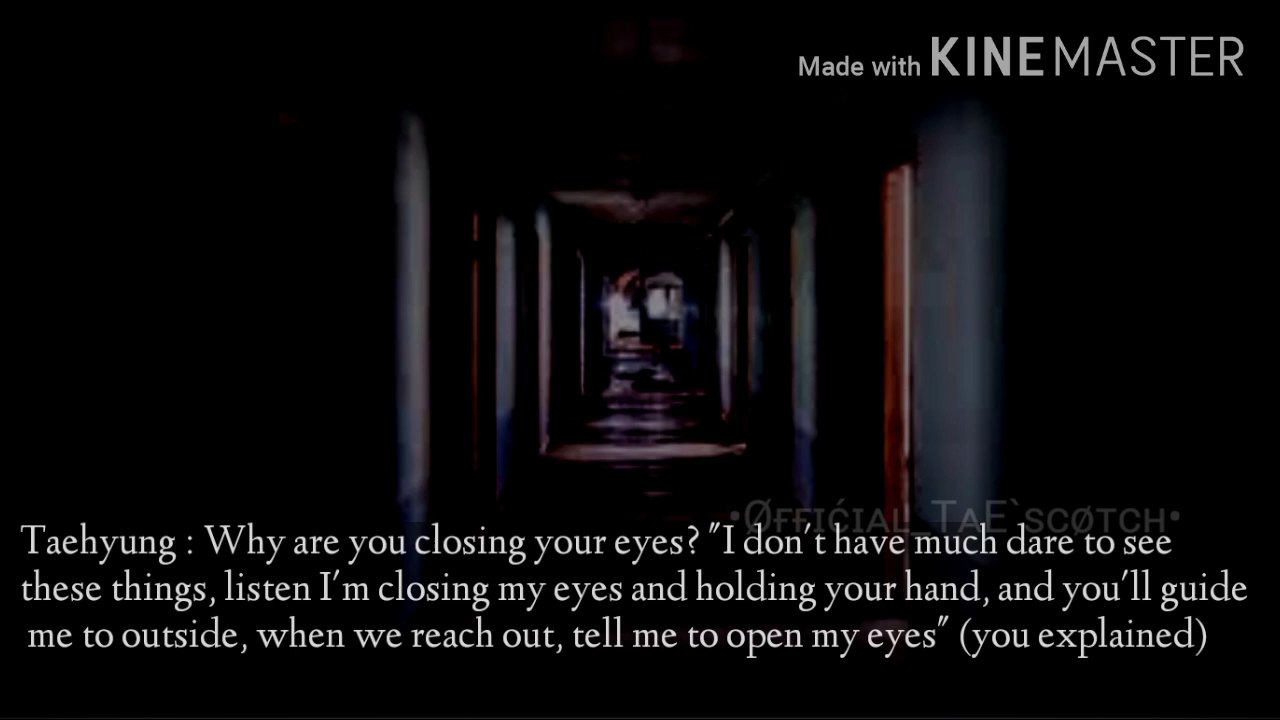 Made with KINEMASTER
•ØFFIĆIAL_TAE`SCØTCH•
Taehyung : Why are you closing your eyes? "I don't have much dare to see
these things, listen I'm closing my eyes and holding your hand, and you'll guide
me to outside, when we reach out, tell me to open my eyes" (you explained)